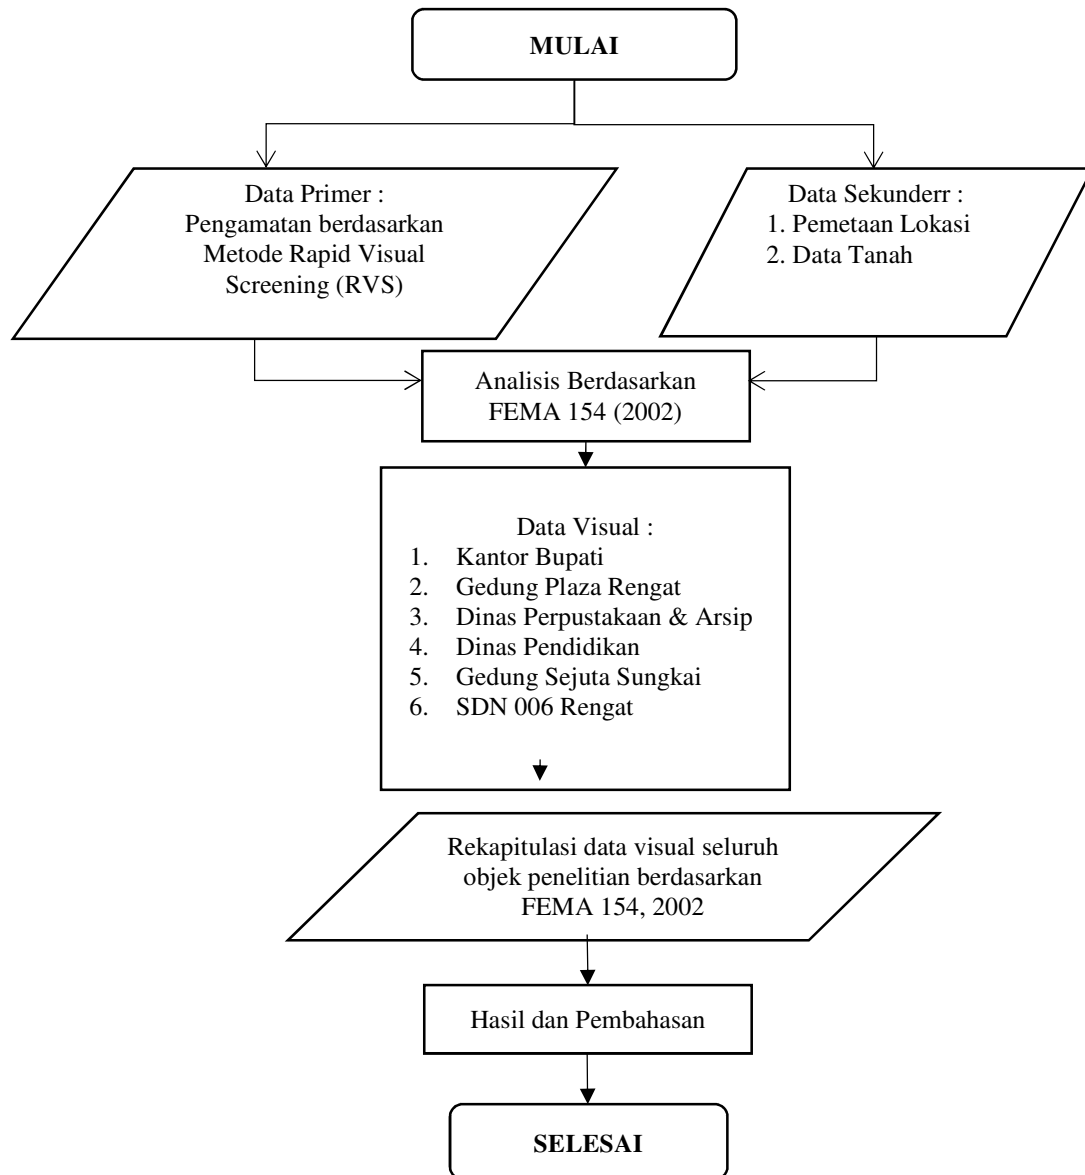 MULAI
Data Primer :
Pengamatan berdasarkan
Metode Rapid Visual
Screening (RVS)
Data Sekunderr :
1. Pemetaan Lokasi
2. Data Tanah
Analisis Berdasarkan
FEMA 154 (2002)
Data Visual :
1. Kantor Bupati
2. Gedung Plaza Rengat
3. Dinas Perpustakaan & Arsip
4. Dinas Pendidikan
5. Gedung Sejuta Sungkai
6. SDN 006 Rengat
Rekapitulasi data visual seluruh
objek penelitian berdasarkan
FEMA 154, 2002
Hasil dan Pembahasan
SELESAI